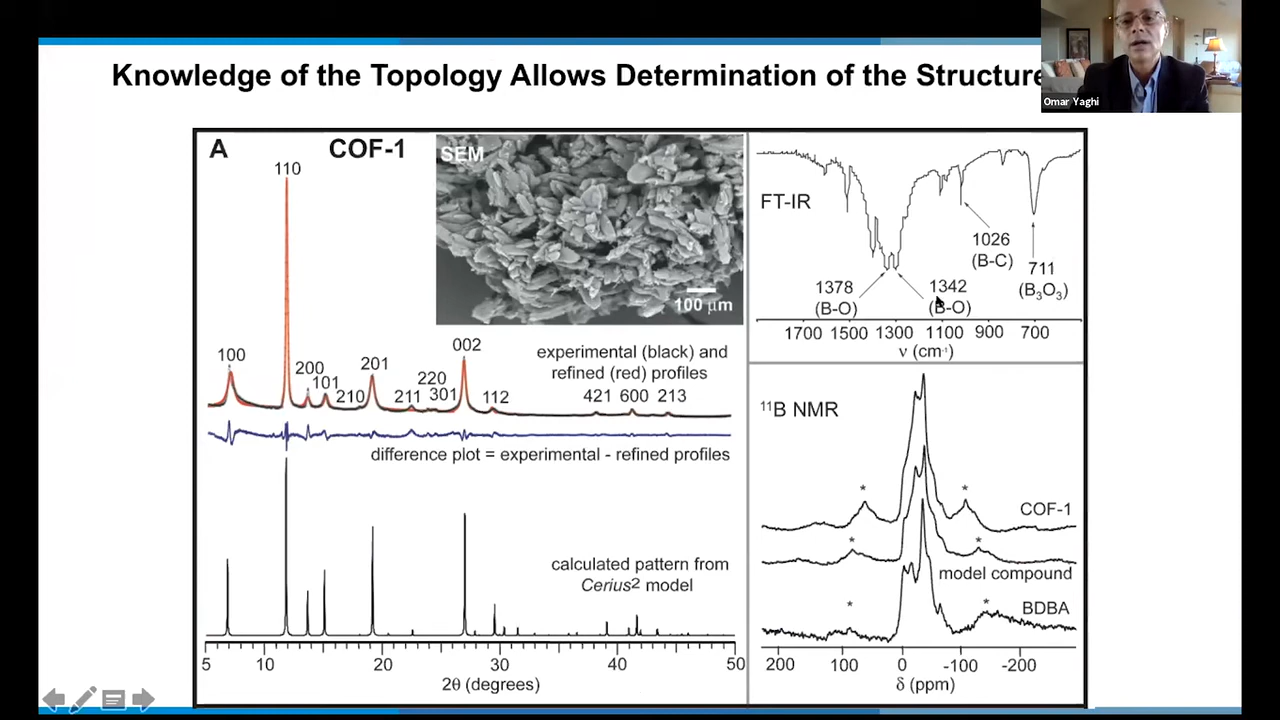 Knowledge of the Topology Allows Determination of the Structure
Omar Yaghi
A
COF-1
SEM
100 μm
110
100
200
101
210
201
211
220
301
002
112
421
600
213
experimental (black) and
refined (red) profiles
difference plot = experimental - refined profiles
calculated pattern from
Cerius2 model
5
10
20
30
40
50
2θ (degrees)
FT-IR
1026
(B-C)
711
(B₃O₃)
1378
(B-O)
1342
(B-O)
1700 1500 1300 1100 900 700
ν (cm⁻¹)
¹¹B NMR
* *
COF-1
* *
model compound
* *
BDBA
200 100 0 -100 -200
δ (ppm)